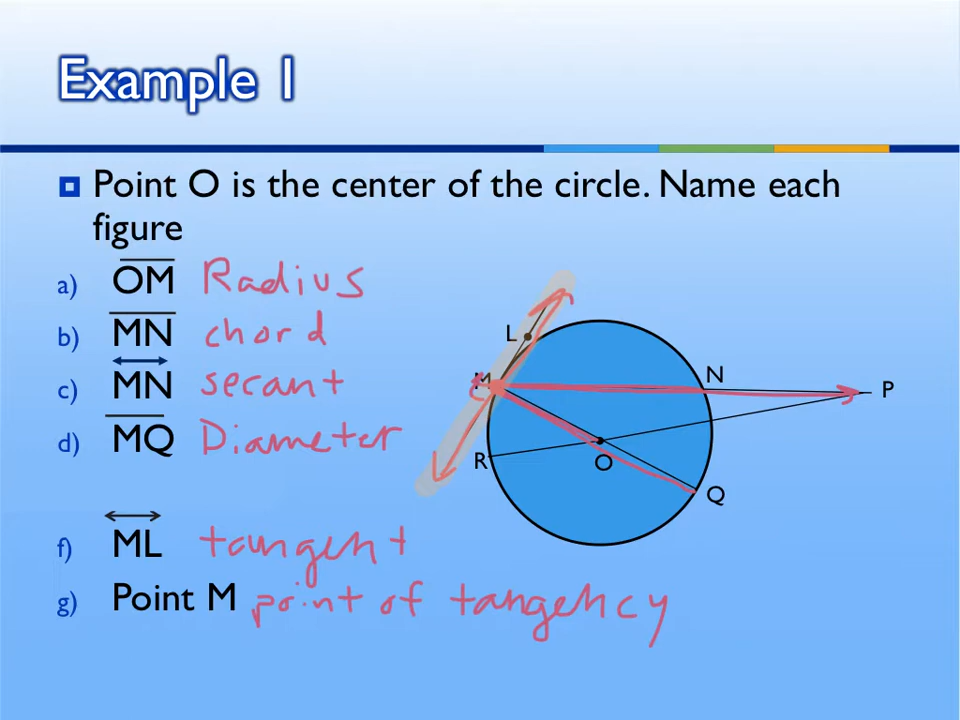 Example 1
Point O is the center of the circle. Name each
figure
a) OM Radius
b) MN chord
c) MN secant
d) MQ Diameter
f) ML tangent
g) Point M point of tangency
L
M
N
P
R
O
Q